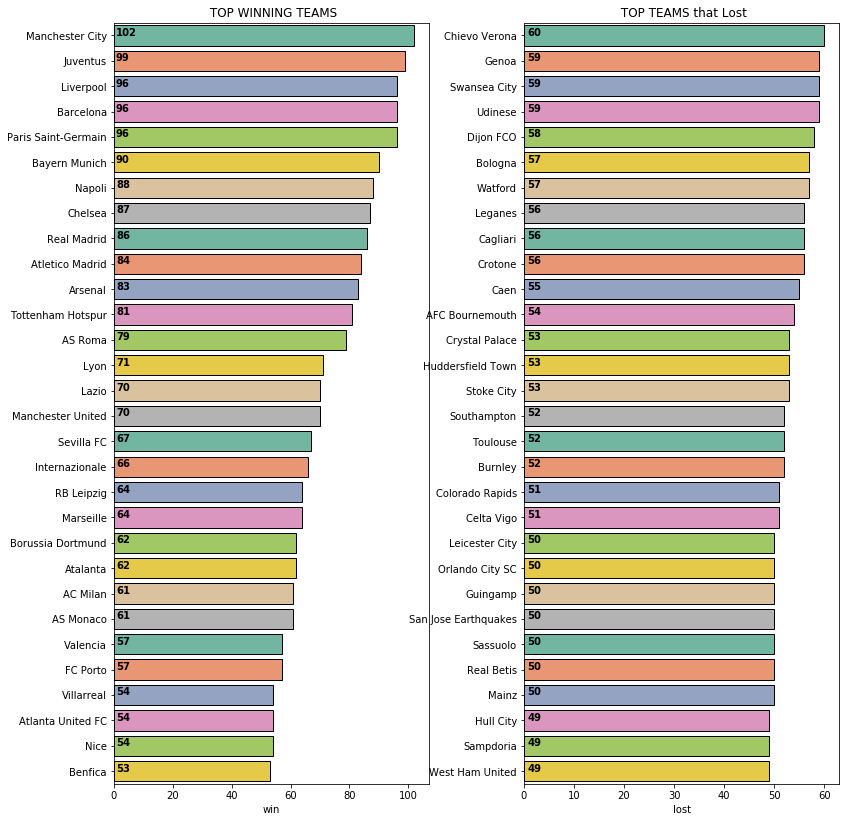 TOP WINNING TEAMS
Manchester City 102
Juventus 99
Liverpool 96
Barcelona 96
Paris Saint-Germain 96
Bayern Munich 90
Napoli 88
Chelsea 87
Real Madrid 86
Atletico Madrid 84
Arsenal 83
Tottenham Hotspur 81
AS Roma 79
Lyon 71
Lazio 70
Manchester United 70
Sevilla FC 67
Internazionale 66
RB Leipzig 64
Marseille 64
Borussia Dortmund 62
Atalanta 62
AC Milan 61
AS Monaco 61
Valencia 57
FC Porto 57
Villarreal 54
Atlanta United FC 54
Nice 54
Benfica 53
0 20 40 60 80 100
win
TOP TEAMS that Lost
Chievo Verona 60
Genoa 59
Swansea City 59
Udinese 59
Dijon FCO 58
Bologna 57
Watford 57
Leganes 56
Cagliari 56
Crotone 56
Caen 55
AFC Bournemouth 54
Crystal Palace 53
Huddersfield Town 53
Stoke City 53
Southampton 52
Toulouse 52
Burnley 52
Colorado Rapids 51
Celta Vigo 51
Leicester City 50
Orlando City SC 50
Guingamp 50
San Jose Earthquakes 50
Sassuolo 50
Real Betis 50
Mainz 50
Hull City 49
Sampdoria 49
West Ham United 49
0 10 20 30 40 50 60
lost